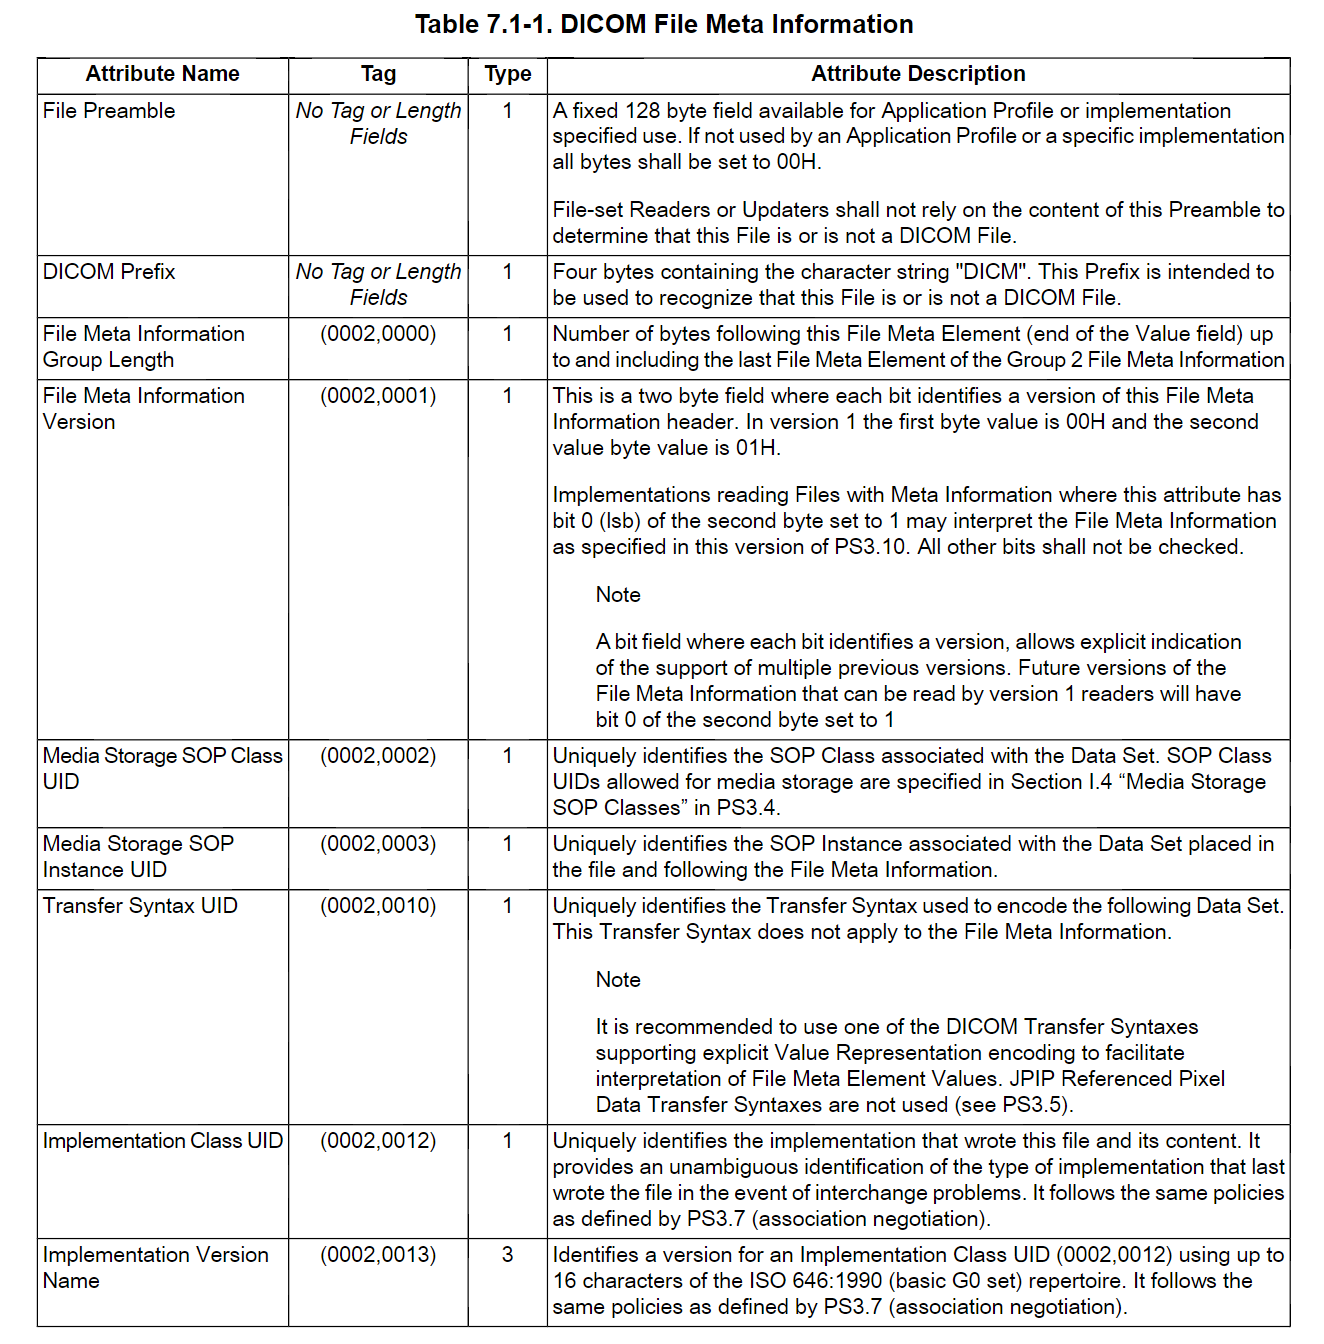 Table 7.1-1. DICOM File Meta Information
Attribute Name Tag Type Attribute Description
File Preamble No Tag or Length 1 A fixed 128 byte field available for Application Profile or implementation
Fields specified use. If not used by an Application Profile or a specific implementation
all bytes shall be set to 00H.
File-set Readers or Updaters shall not rely on the content of this Preamble to
determine that this File is or is not a DICOM File.
DICOM Prefix No Tag or Length 1 Four bytes containing the character string "DICM". This Prefix is intended to
Fields be used to recognize that this File is or is not a DICOM File.
File Meta Information (0002,0000) 1 Number of bytes following this File Meta Element (end of the Value field) up
Group Length to and including the last File Meta Element of the Group 2 File Meta Information
File Meta Information (0002,0001) 1 This is a two byte field where each bit identifies a version of this File Meta
Version Information header. In version 1 the first byte value is 00H and the second
value byte value is 01H.
Implementations reading Files with Meta Information where this attribute has
bit 0 (lsb) of the second byte set to 1 may interpret the File Meta Information
as specified in this version of PS3.10. All other bits shall not be checked.
Note
A bit field where each bit identifies a version, allows explicit indication
of the support of multiple previous versions. Future versions of the
File Meta Information that can be read by version 1 readers will have
bit 0 of the second byte set to 1
Media Storage SOP Class (0002,0002) 1 Uniquely identifies the SOP Class associated with the Data Set. SOP Class
UID UIDs allowed for media storage are specified in Section I.4 “Media Storage
SOP Classes” in PS3.4.
Media Storage SOP (0002,0003) 1 Uniquely identifies the SOP Instance associated with the Data Set placed in
Instance UID the file and following the File Meta Information.
Transfer Syntax UID (0002,0010) 1 Uniquely identifies the Transfer Syntax used to encode the following Data Set.
This Transfer Syntax does not apply to the File Meta Information.
Note
It is recommended to use one of the DICOM Transfer Syntaxes
supporting explicit Value Representation encoding to facilitate
interpretation of File Meta Element Values. JPIP Referenced Pixel
Data Transfer Syntaxes are not used (see PS3.5).
Implementation Class UID (0002,0012) 1 Uniquely identifies the implementation that wrote this file and its content. It
provides an unambiguous identification of the type of implementation that last
wrote the file in the event of interchange problems. It follows the same policies
as defined by PS3.7 (association negotiation).
Implementation Version (0002,0013) 3 Identifies a version for an Implementation Class UID (0002,0012) using up to
Name 16 characters of the ISO 646:1990 (basic G0 set) repertoire. It follows the
same policies as defined by PS3.7 (association negotiation).